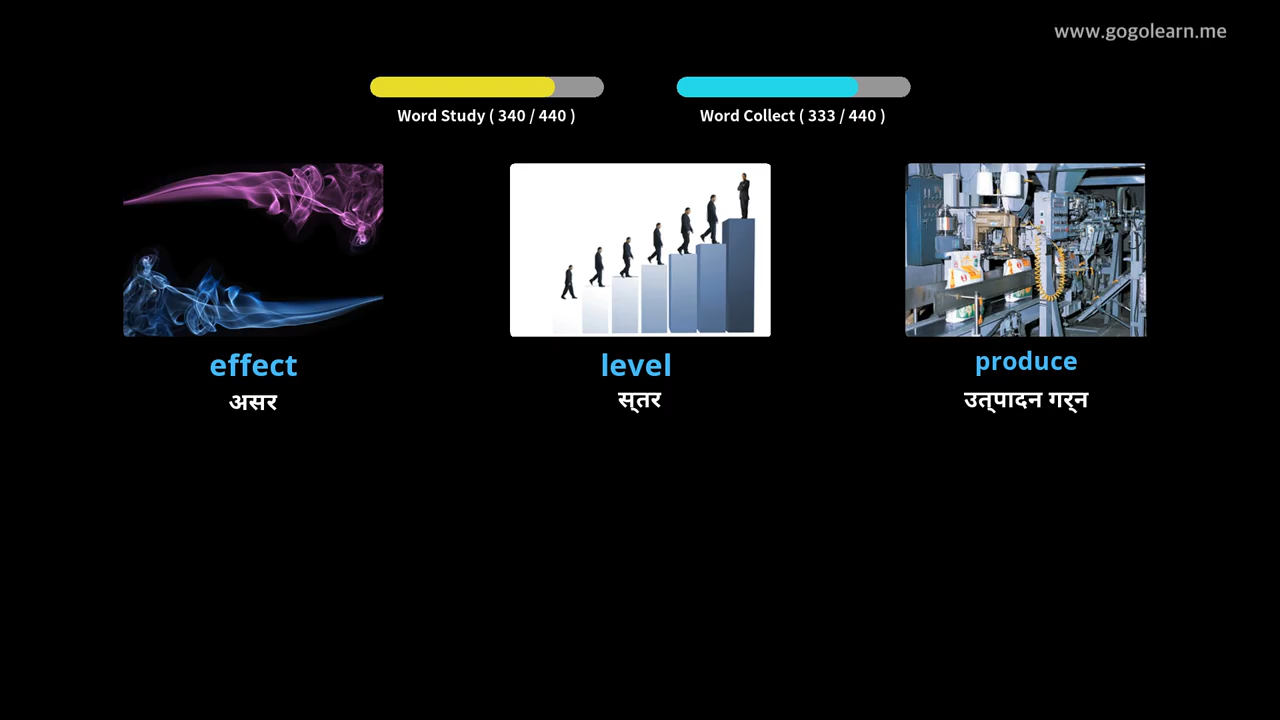 www.gogolearn.me
Word Study ( 340 / 440 )
Word Collect ( 333 / 440 )
effect
level
produce
असर
स्तर
उत्पादन गर्न